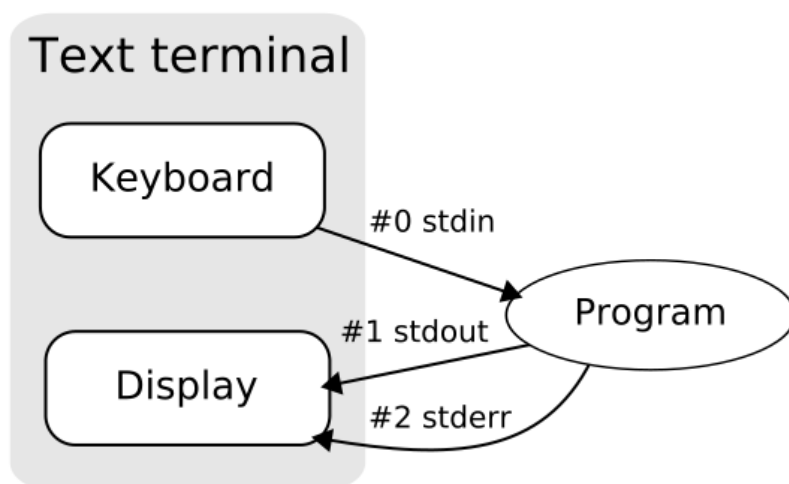 Text terminal
Keyboard
#0 stdin
Program
#1 stdout
Display
#2 stderr